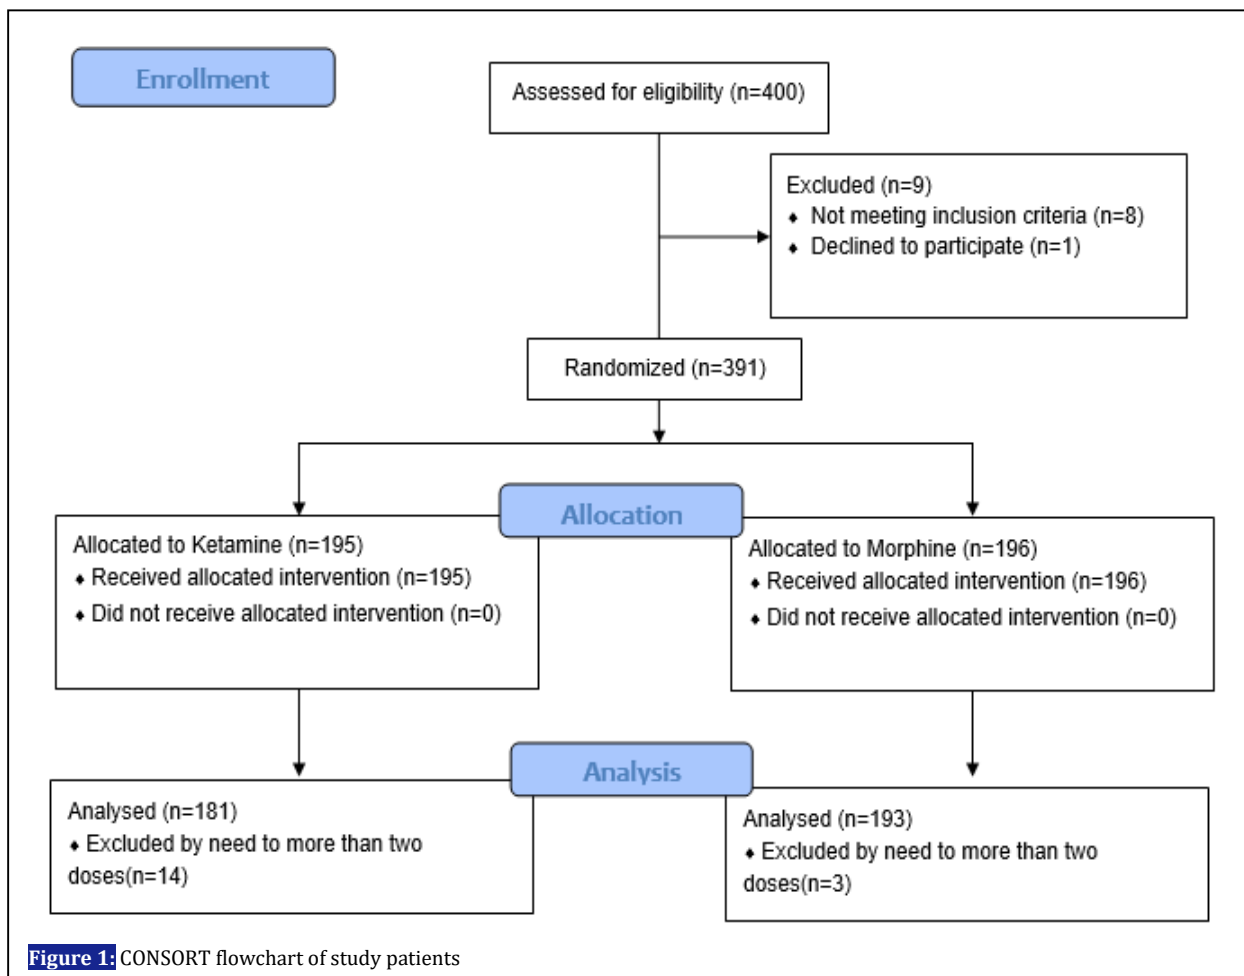 Enrollment
Assessed for eligibility (n=400)
Excluded (n=9)
♦ Not meeting inclusion criteria (n=8)
♦ Declined to participate (n=1)
Randomized (n=391)
Allocation
Allocated to Ketamine (n=195)
♦ Received allocated intervention (n=195)
♦ Did not receive allocated intervention (n=0)
Allocated to Morphine (n=196)
♦ Received allocated intervention (n=196)
♦ Did not receive allocated intervention (n=0)
Analysis
Analysed (n=181)
♦ Excluded by need to more than two
doses(n=14)
Analysed (n=193)
♦ Excluded by need to more than two
doses(n=3)
Figure 1: CONSORT flowchart of study patients